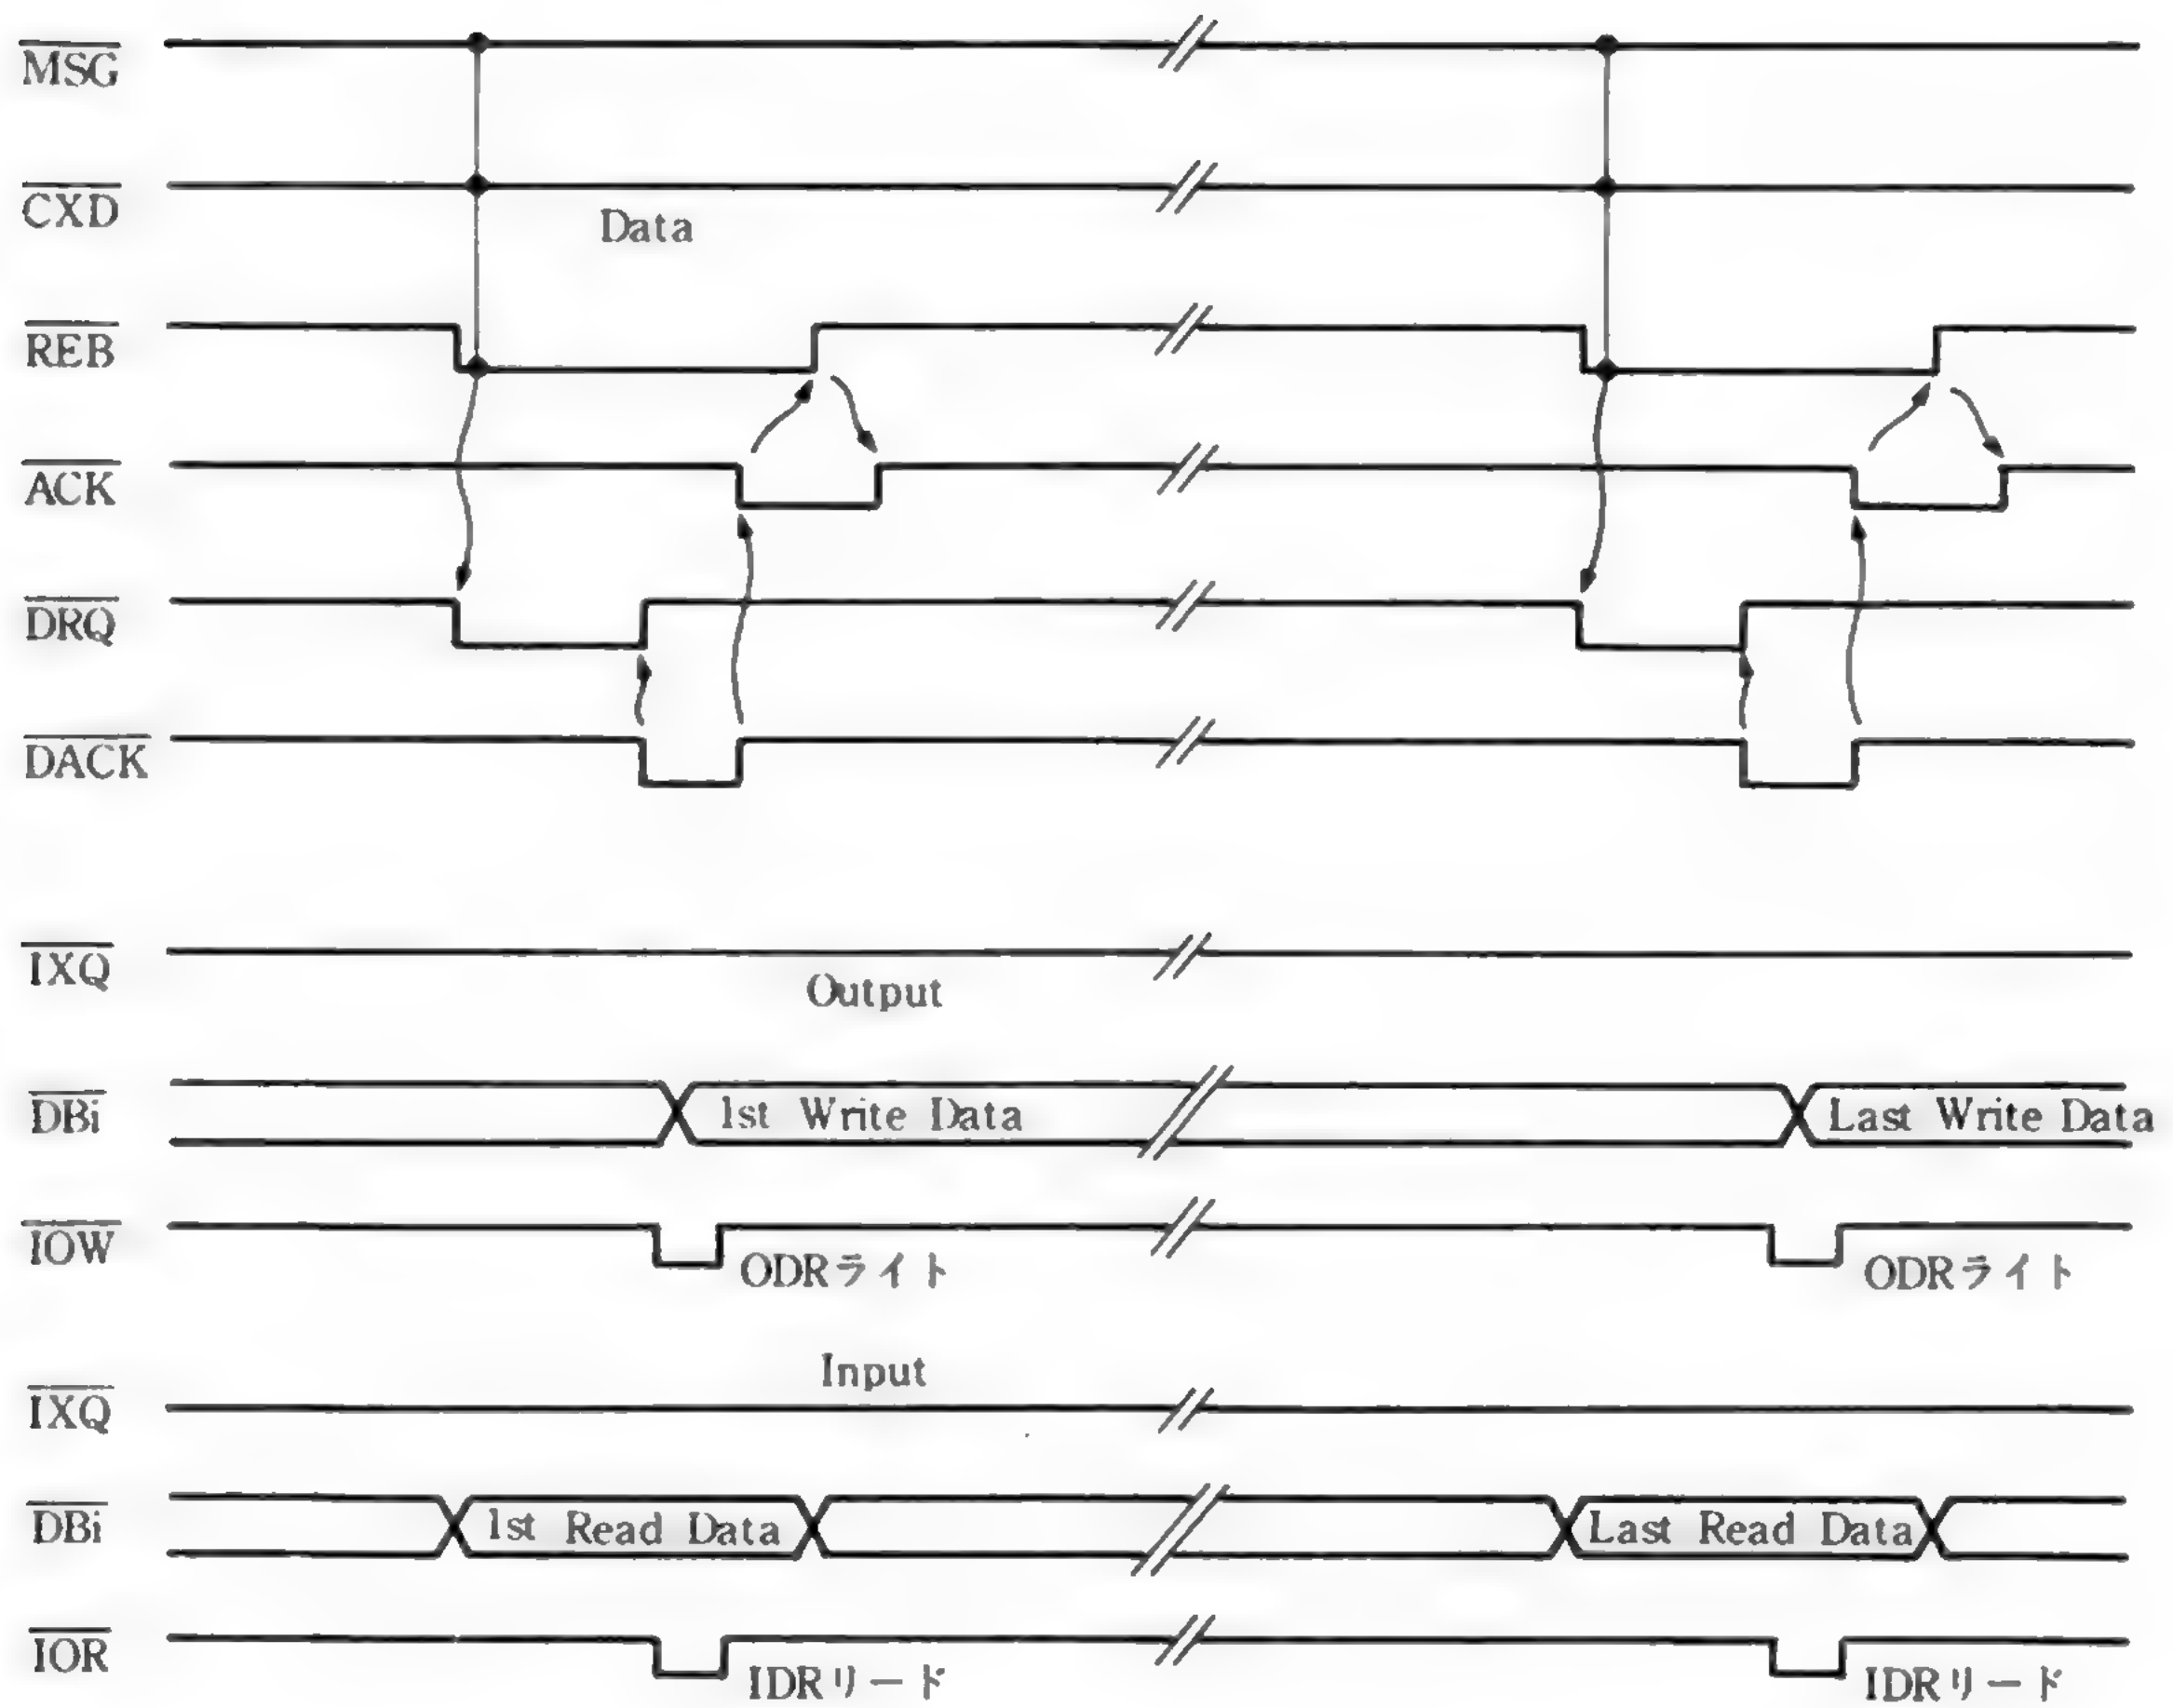 MSG
CXD
Data
REB
ACK
DRQ
DACK
IXQ
Output
DBi 1st Write Data Last Write Data
IOW
ODRライト ODRライト
Input
IXQ
DBi 1st Read Data Last Read Data
IOR
IDRリード IDRリード